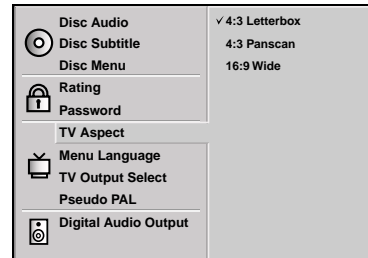 Disc Audio
Disc Subtitle
Disc Menu
Rating
Password
TV Aspect
Menu Language
TV Output Select
Pseudo PAL
Digital Audio Output
✓ 4:3 Letterbox
4:3 Panscan
16:9 Wide